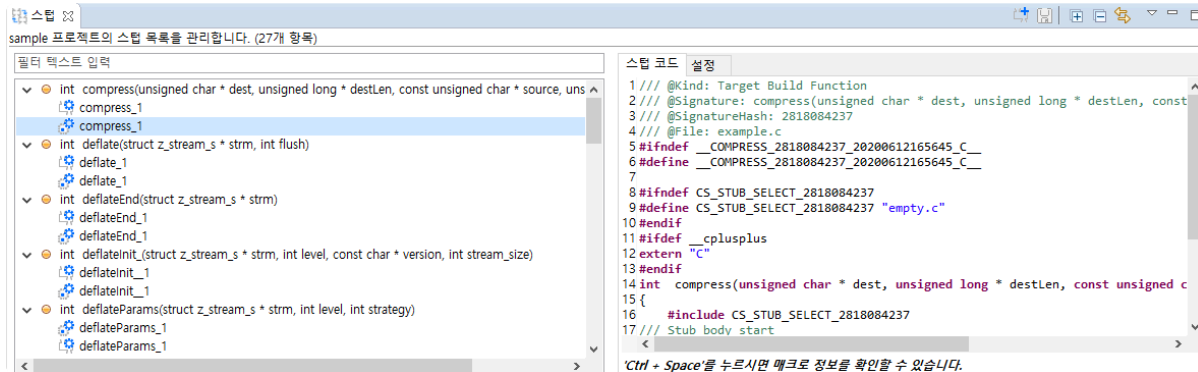 스텁
sample 프로젝트의 스텁 목록을 관리합니다. (27개 항목)
필터 텍스트 입력
int compress(unsigned char * dest, unsigned long * destLen, const unsigned char * source, uns
compress_1
compress_1
int deflate(struct z_stream_s * strm, int flush)
deflate_1
deflate_1
int deflateEnd(struct z_stream_s * strm)
deflateEnd_1
deflateEnd_1
int deflateInit_(struct z_stream_s * strm, int level, const char * version, int stream_size)
deflateInit__1
deflateInit__1
int deflateParams(struct z_stream_s * strm, int level, int strategy)
deflateParams_1
deflateParams_1
스텁 코드 설정
1 /// @Kind: Target Build Function
2 /// @Signature: compress(unsigned char * dest, unsigned long * destLen, const
3 /// @SignatureHash: 2818084237
4 /// @File: example.c
5 #ifndef __COMPRESS_2818084237_20200612165645_C__
6 #define __COMPRESS_2818084237_20200612165645_C__
7
8 #ifndef CS_STUB_SELECT_2818084237
9 #define CS_STUB_SELECT_2818084237 "empty.c"
10 #endif
11 #ifdef __cplusplus
12 extern "C"
13 #endif
14 int compress(unsigned char * dest, unsigned long * destLen, const unsigned c
15 {
16 #include CS_STUB_SELECT_2818084237
17 /// Stub body start
'Ctrl + Space'를 누르시면 매크로 정보를 확인할 수 있습니다.